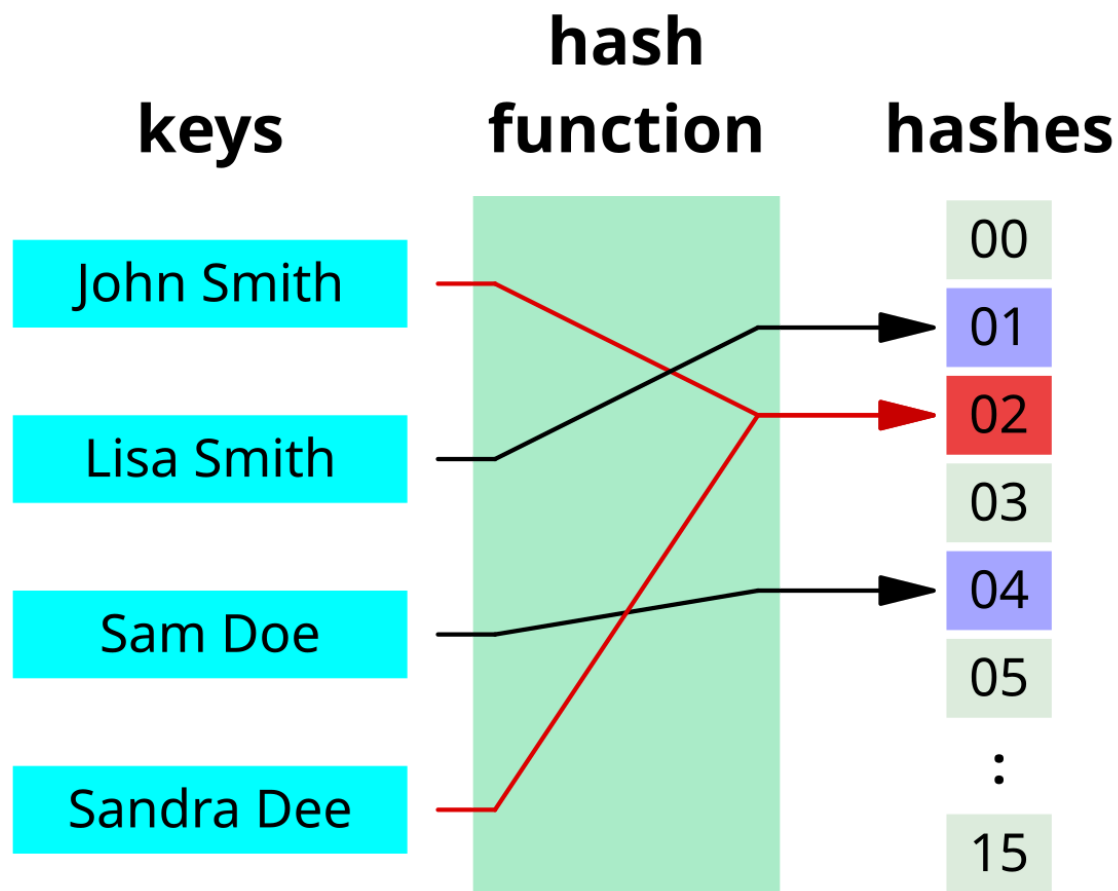 hash
keys
function
hashes
John Smith
Lisa Smith
Sam Doe
Sandra Dee
00
01
02
03
04
05
:
15